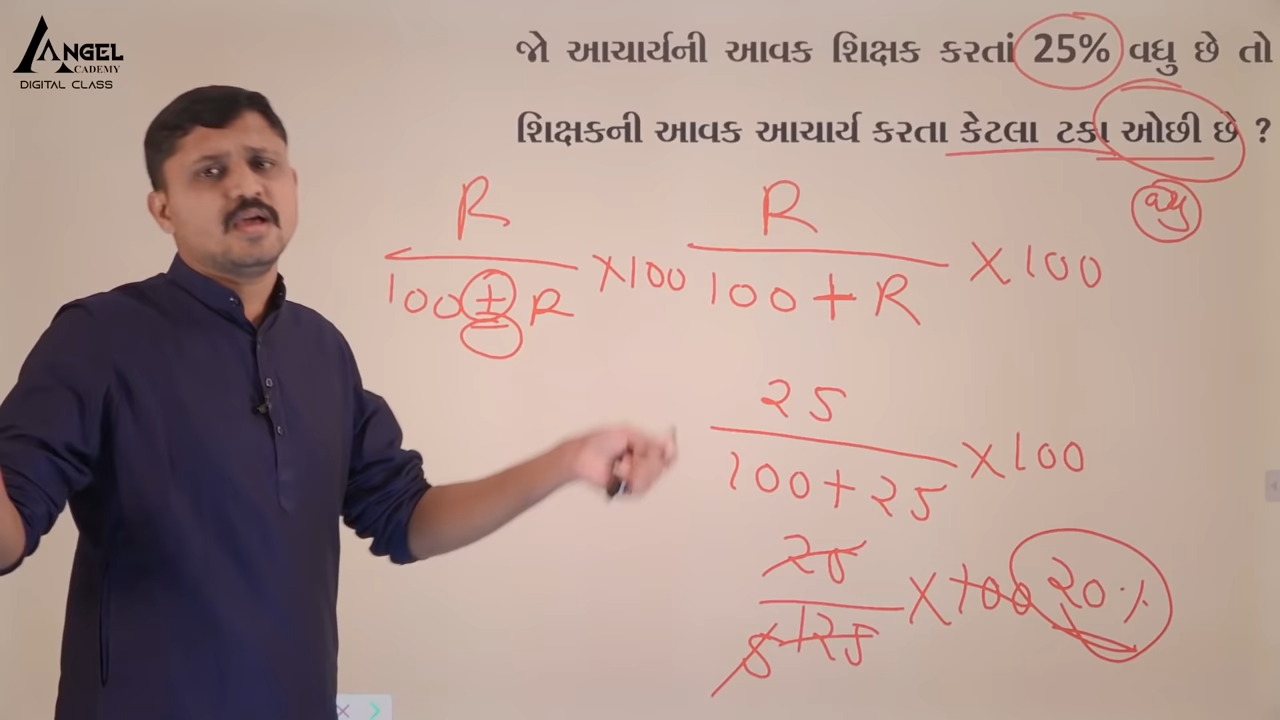 ANGEL
ACADEMY
DIGITAL CLASS
જો આચાર્યની આવક શિક્ષક કરતાં 25% વધુ છે તો
શિક્ષકની આવક આચાર્ય કરતા કેટલા ટકા ઓછી છે ?
વધુ
R
100 ± R ×100
R
100 + R ×100
25
100+25 ×100
25
5 125 ×100 20%